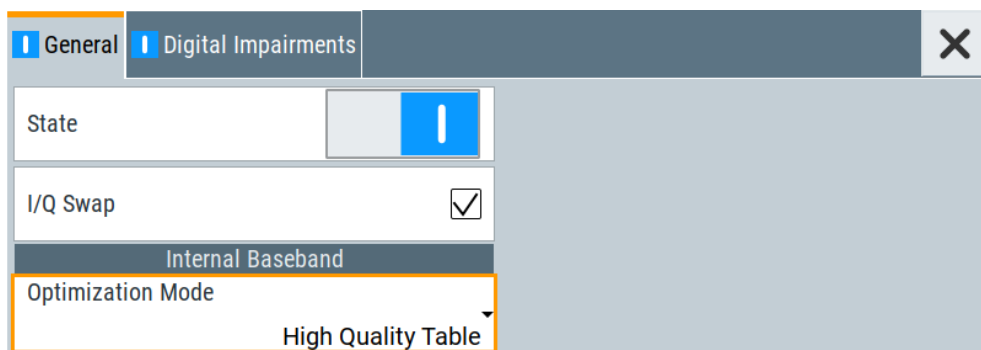 General
Digital Impairments
State
I/Q Swap
Internal Baseband
Optimization Mode
High Quality Table